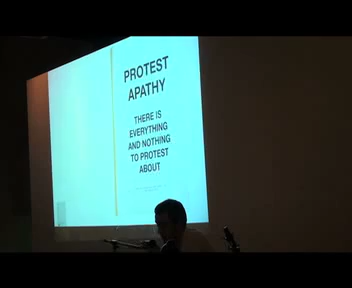 PROTEST
APATHY
THERE IS
EVERYTHING
AND NOTHING
TO PROTEST
ABOUT